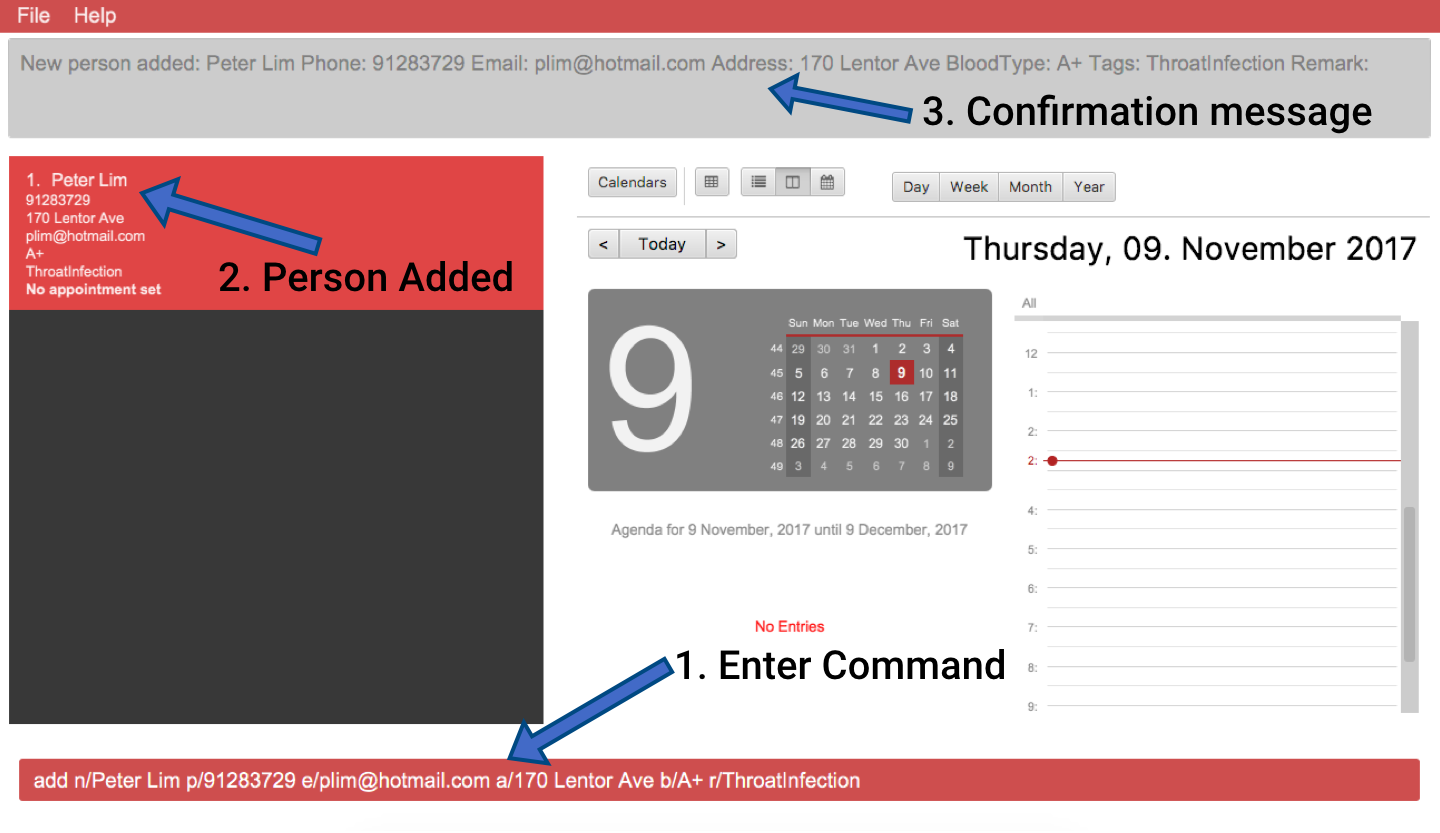 File Help
New person added: Peter Lim Phone: 91283729 Email: plim@hotmail.com Address: 170 Lentor Ave BloodType: A+ Tags: ThroatInfection Remark:
3. Confirmation message
1. Peter Lim
91283729
170 Lentor Ave
plim@hotmail.com
A+
ThroatInfection
No appointment set
2. Person Added
Calendars
Day Week Month Year
< Today >
Thursday, 09. November 2017
9
Sun Mon Tue Wed Thu Fri Sat
44 29 30 31 1 2 3 4
45 5 6 7 8 9 10 11
46 12 13 14 15 16 17 18
47 19 20 21 22 23 24 25
48 26 27 28 29 30 1 2
49 3 4 5 6 7 8 9
Agenda for 9 November, 2017 until 9 December, 2017
No Entries
All
12
1:
2:
2:
4:
5:
6:
7:
8:
9:
1. Enter Command
add n/Peter Lim p/91283729 e/plim@hotmail.com a/170 Lentor Ave b/A+ r/ThroatInfection